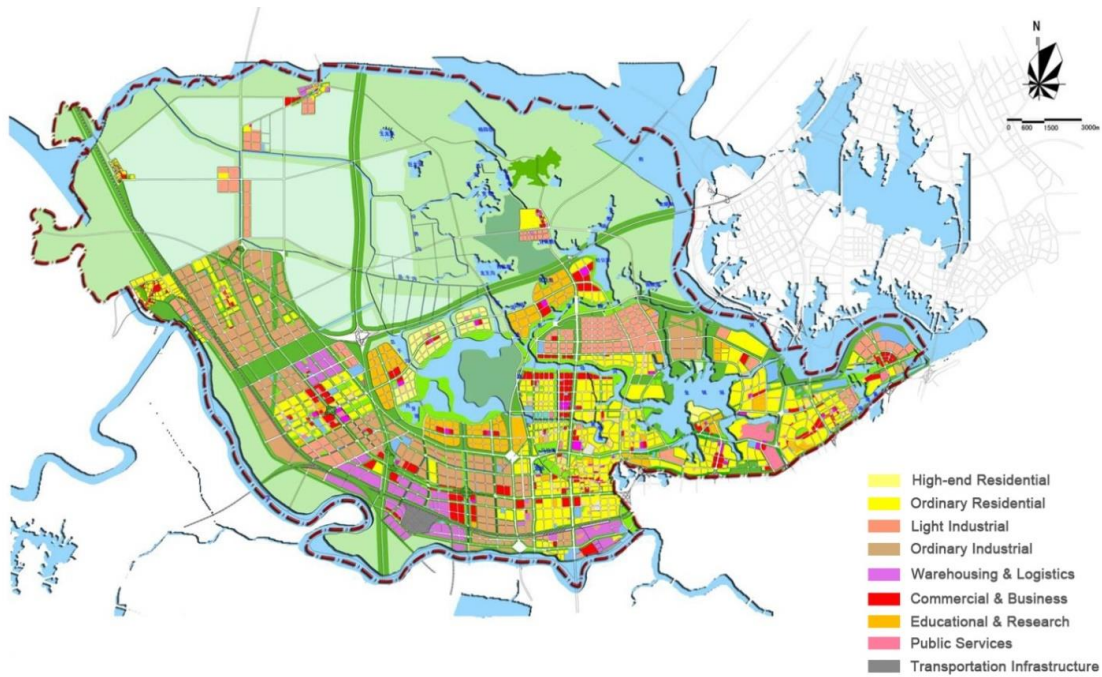 N
0 600 1500 3000m
High-end Residential
Ordinary Residential
Light Industrial
Ordinary Industrial
Warehousing & Logistics
Commercial & Business
Educational & Research
Public Services
Transportation Infrastructure